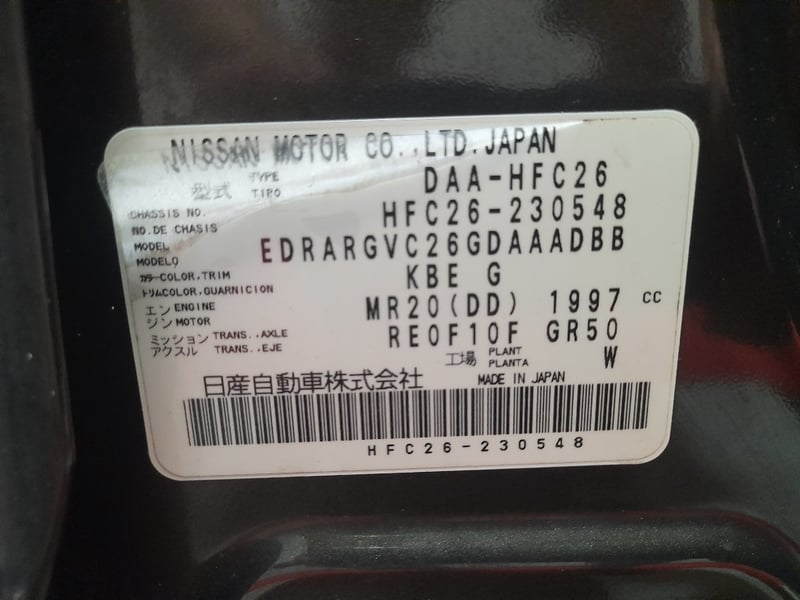 NISSAN MOTOR CO.,LTD.JAPAN
型式 TYPE TIPO DAA-HFC26
CHASSIS NO. NO.DE CHASIS HFC26-230548
MODEL MODELO EDRARGVC26GDAAADBB
カラー COLOR,TRIM KBE G
トリム COLOR,GUARNICION
エンジン ENGINE MOTOR MR20(DD) 1997 CC
ミッション TRANS.,AXLE RE0F10F GR50
アクスル TRANS.,EJE
工場 PLANT PLANTA W
日産自動車株式会社 MADE IN JAPAN
HFC26-230548